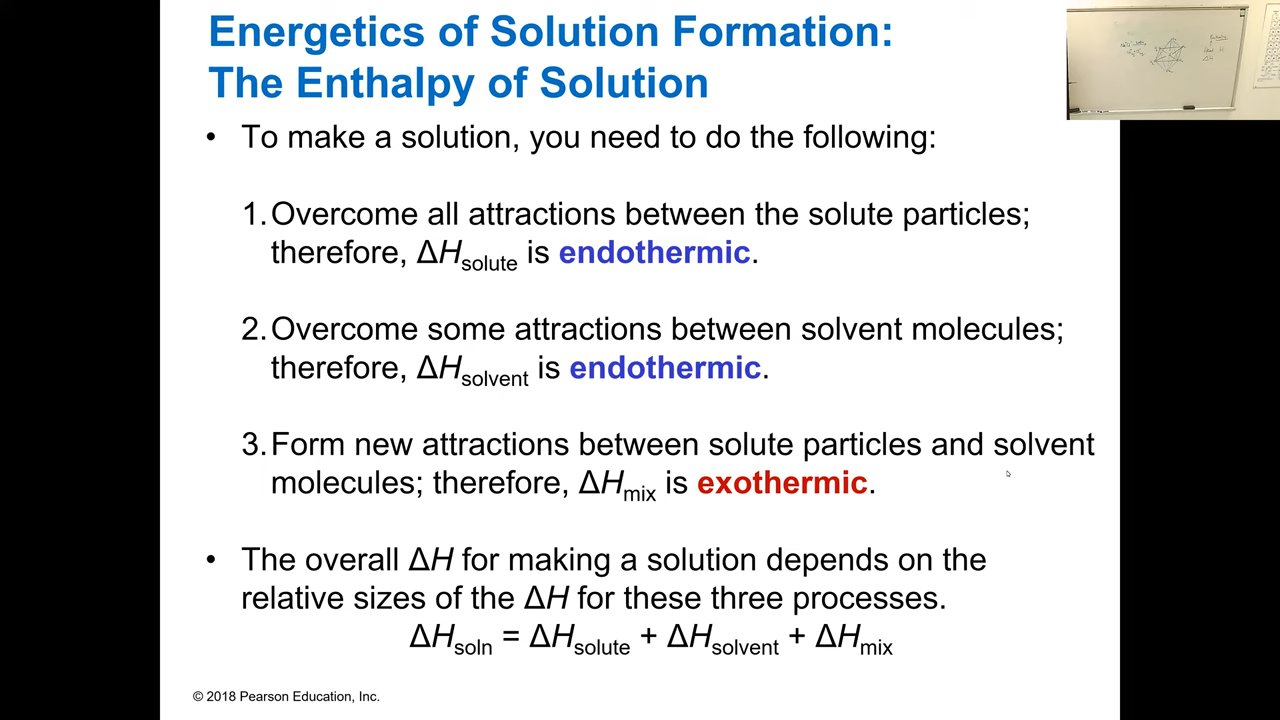 Energetics of Solution Formation:
The Enthalpy of Solution
• To make a solution, you need to do the following:
1. Overcome all attractions between the solute particles;
therefore, ΔHsolute is endothermic.
2. Overcome some attractions between solvent molecules;
therefore, ΔHsolvent is endothermic.
3. Form new attractions between solute particles and solvent
molecules; therefore, ΔHmix is exothermic.
• The overall ΔH for making a solution depends on the
relative sizes of the ΔH for these three processes.
ΔHsoln = ΔHsolute + ΔHsolvent + ΔHmix
© 2018 Pearson Education, Inc.